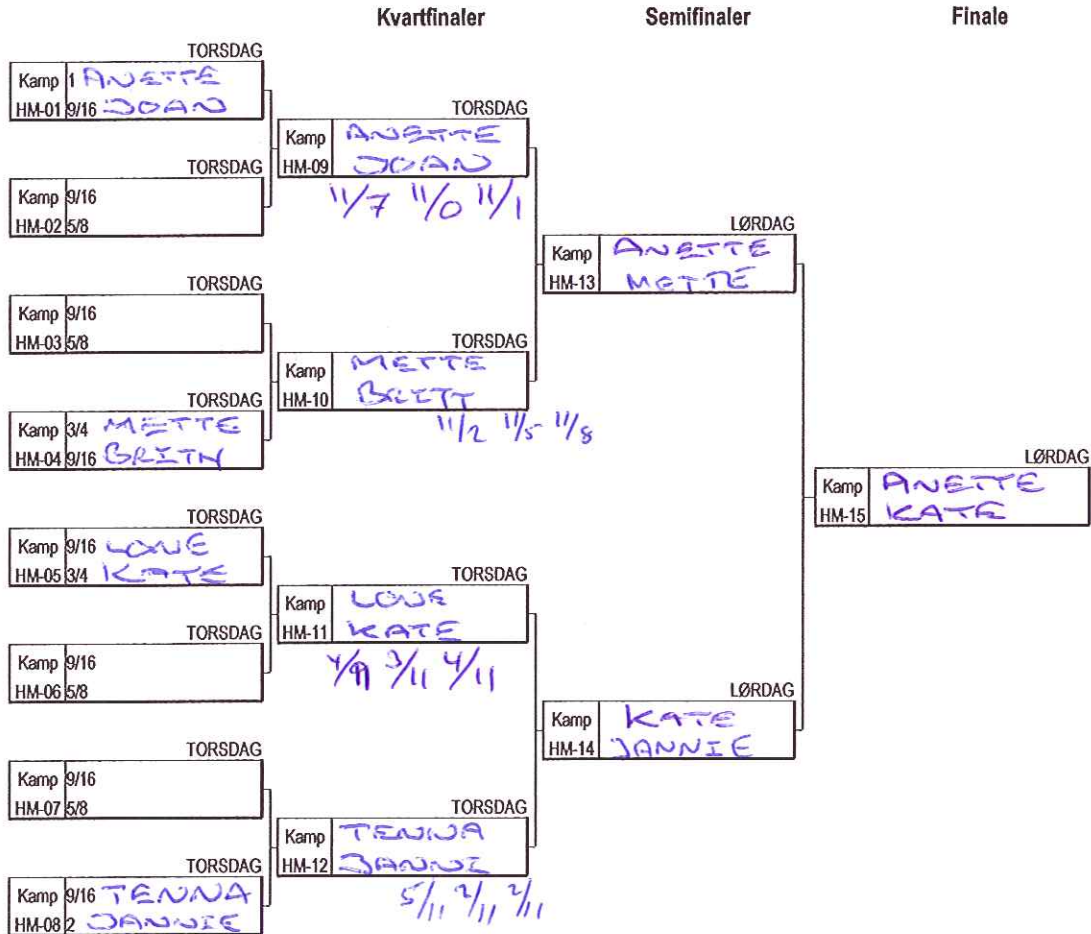 Kvartfinaler Semifinaler Finale
TORSDAG
Kamp 1 ANETTE
HM-01 9/16 JOAN
TORSDAG
Kamp 9/16
HM-02 5/8
TORSDAG
Kamp 9/16
HM-03 5/8
TORSDAG
Kamp 3/4 METTE
HM-04 9/16 BRITN
TORSDAG
Kamp 9/16 LONE
HM-05 3/4 KATE
TORSDAG
Kamp 9/16
HM-06 5/8
TORSDAG
Kamp 9/16
HM-07 5/8
TORSDAG
Kamp 9/16 TENNA
HM-08 2 JANNIE
TORSDAG
Kamp ANETTE
HM-09 JOAN
11/7 11/0 11/1
TORSDAG
Kamp METTE
HM-10 BRITT
11/2 11/5 11/8
TORSDAG
Kamp LONE
HM-11 KATE
4/11 3/11 4/11
TORSDAG
Kamp TENNA
HM-12 JANNI
5/11 2/11 2/11
LØRDAG
Kamp ANETTE
HM-13 METTE
LØRDAG
Kamp KATE
HM-14 JANNIE
LØRDAG
Kamp ANETTE
HM-15 KATE